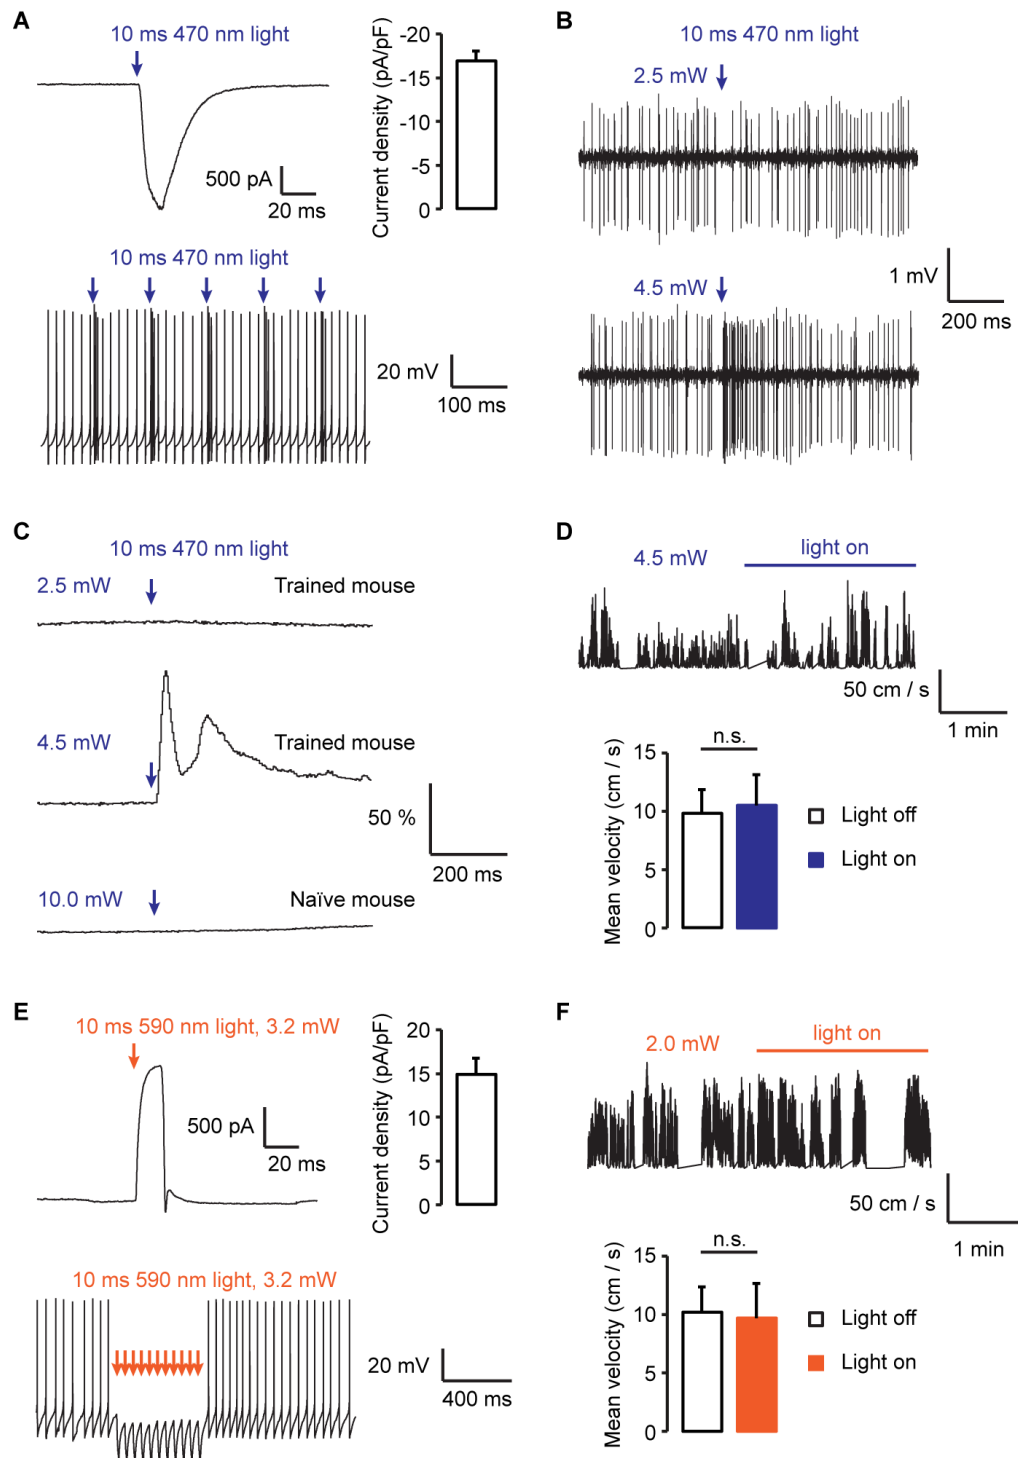 A
10 ms 470 nm light
500 pA
20 ms
Current density (pA/pF)
-20
-15
-10
-5
0
10 ms 470 nm light
20 mV
100 ms
B
10 ms 470 nm light
2.5 mW
4.5 mW
1 mV
200 ms
C
10 ms 470 nm light
2.5 mW
Trained mouse
4.5 mW
Trained mouse
50 %
200 ms
10.0 mW
Naïve mouse
D
4.5 mW
light on
50 cm / s
1 min
Mean velocity (cm / s)
15
10
5
0
n.s.
Light off
Light on
E
10 ms 590 nm light, 3.2 mW
500 pA
20 ms
Current density (pA/pF)
20
15
10
5
0
10 ms 590 nm light, 3.2 mW
20 mV
400 ms
F
2.0 mW
light on
50 cm / s
1 min
Mean velocity (cm / s)
15
10
5
0
n.s.
Light off
Light on